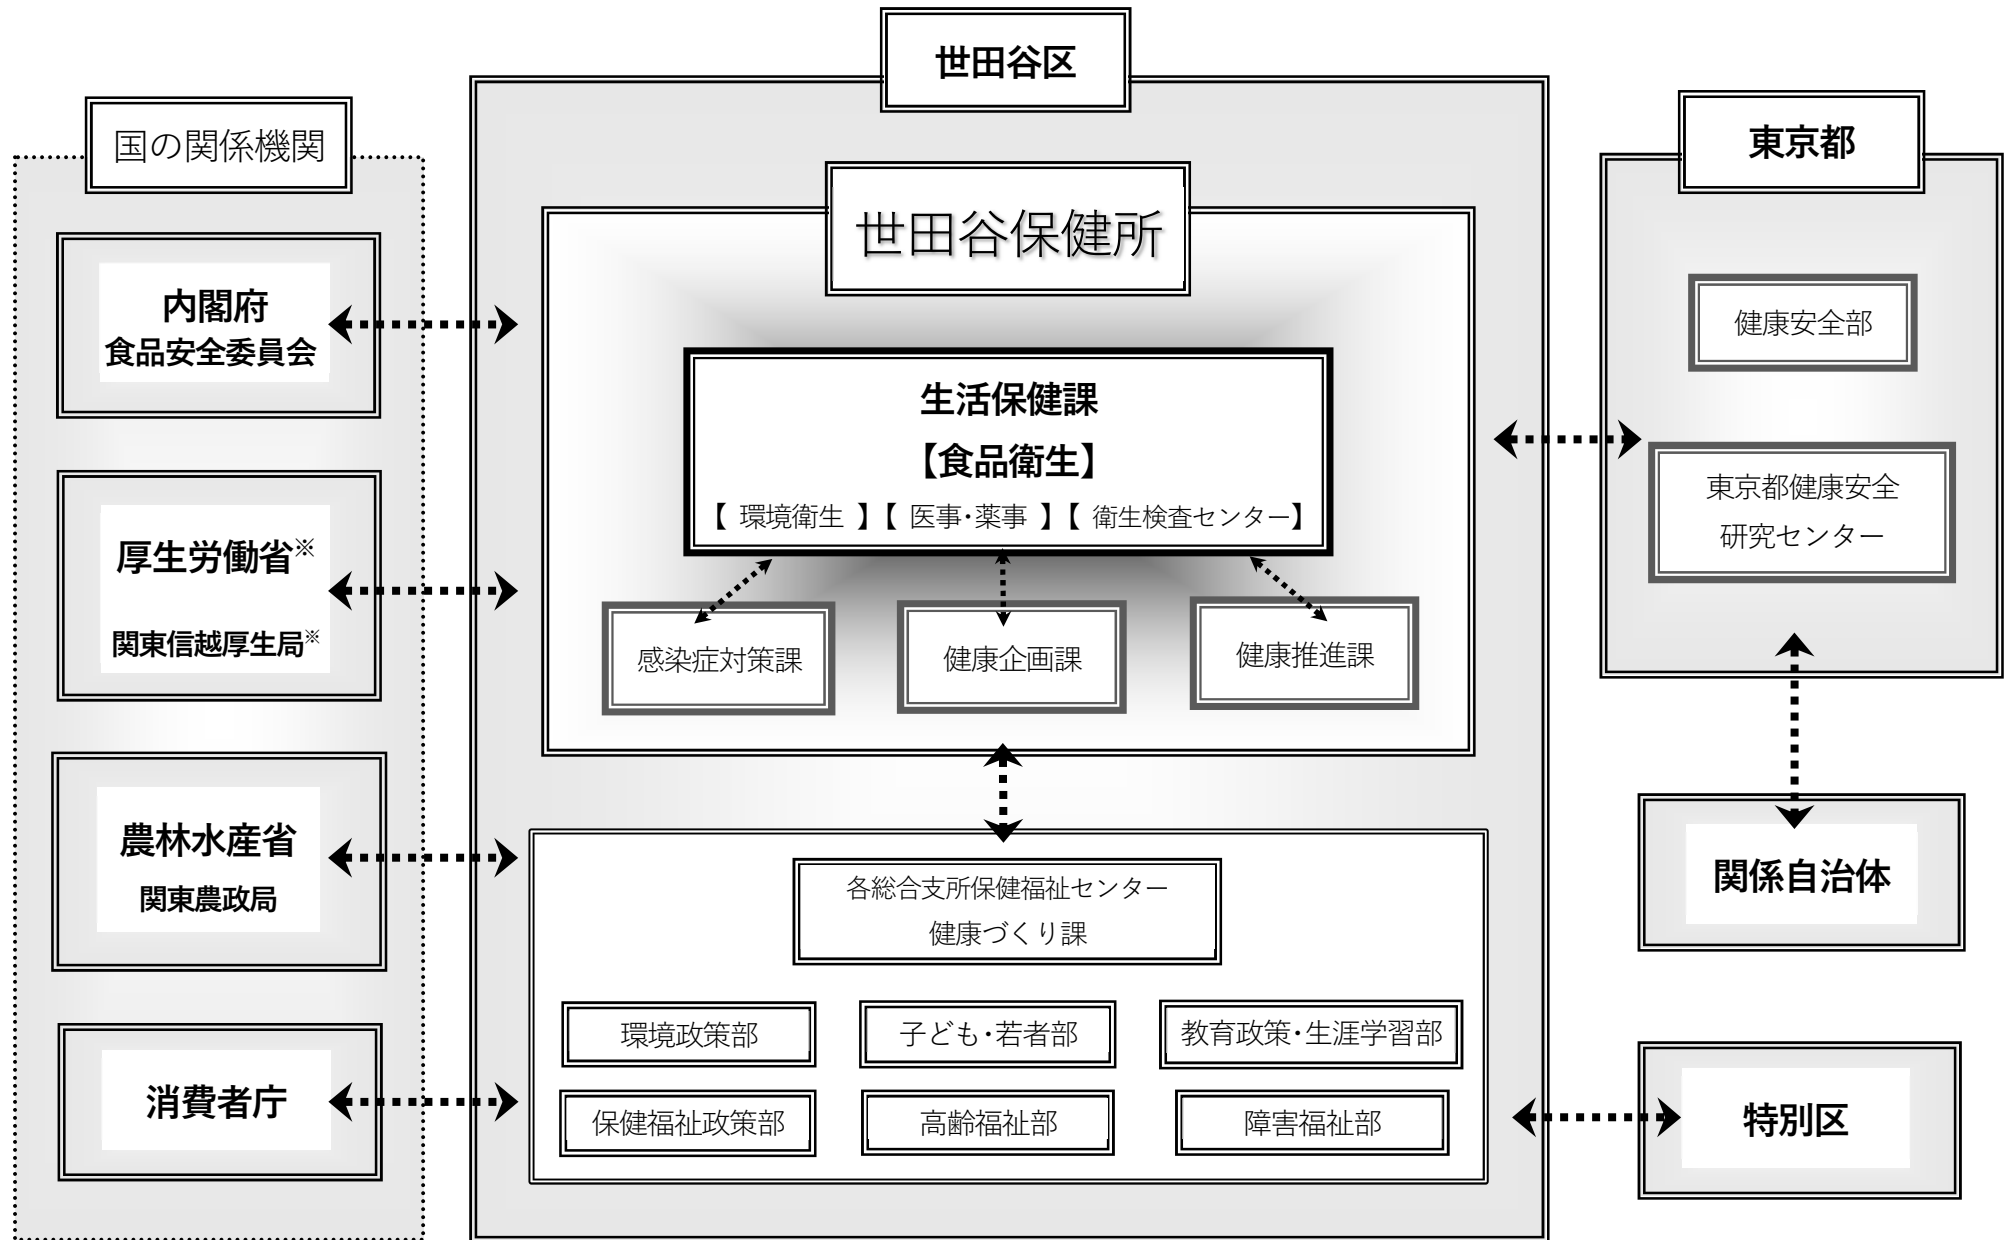 世田谷区
国の関係機関
内閣府
食品安全委員会
厚生労働省※
関東信越厚生局※
農林水産省
関東農政局
消費者庁
世田谷保健所
生活保健課
【食品衛生】
【 環境衛生 】【 医事・薬事 】【 衛生検査センター】
感染症対策課
健康企画課
健康推進課
各総合支所保健福祉センター
健康づくり課
環境政策部
子ども・若者部
教育政策・生涯学習部
保健福祉政策部
高齢福祉部
障害福祉部
東京都
健康安全部
東京都健康安全
研究センター
関係自治体
特別区